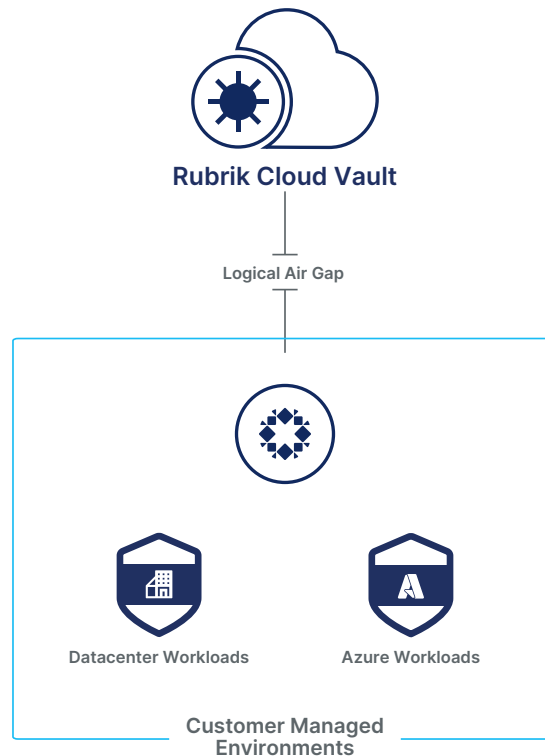 Rubrik Cloud Vault
Logical Air Gap
Datacenter Workloads
Azure Workloads
Customer Managed
Environments